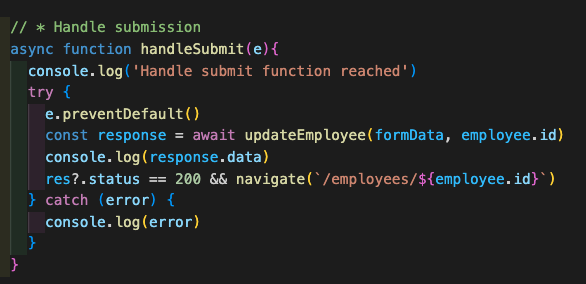 // * Handle submission
async function handleSubmit(e){
console.log('Handle submit function reached')
try {
e.preventDefault()
const response = await updateEmployee(formData, employee.id)
console.log(response.data)
res?.status == 200 && navigate(`/employees/${employee.id}`)
} catch (error) {
console.log(error)
}
}